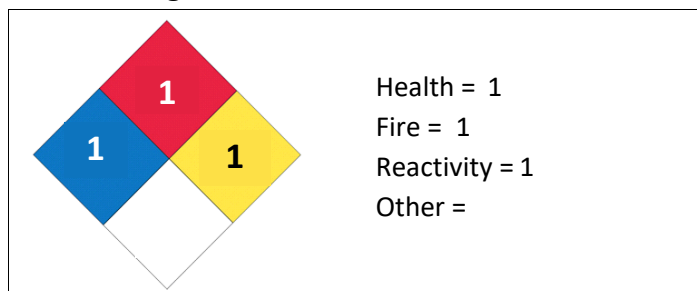 1
1
1
Health = 1
Fire = 1
Reactivity = 1
Other =